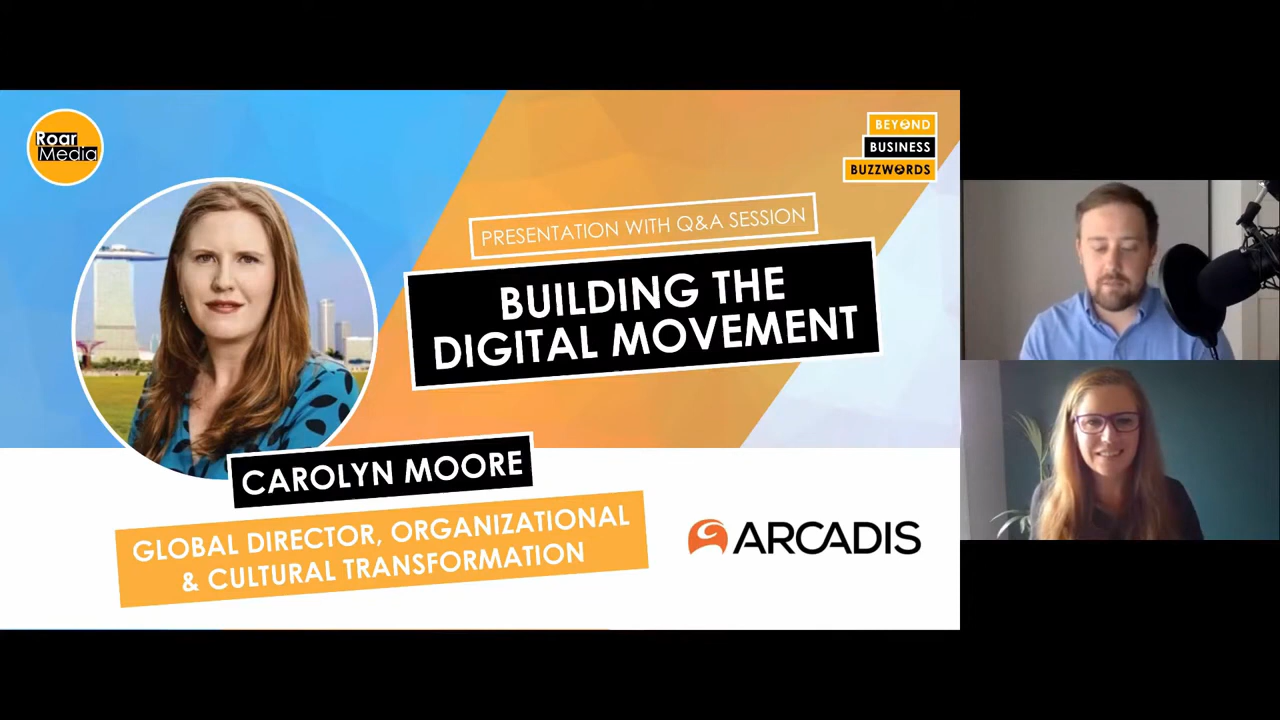 Roar
Media
BEYOND
BUSINESS
BUZZWORDS
PRESENTATION WITH Q&A SESSION
BUILDING THE
DIGITAL MOVEMENT
CAROLYN MOORE
GLOBAL DIRECTOR, ORGANIZATIONAL
& CULTURAL TRANSFORMATION
ARCADIS